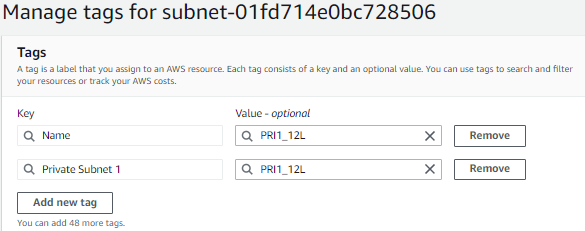 Manage tags for subnet-01fd714e0bc728506
Tags
A tag is a label that you assign to an AWS resource. Each tag consists of a key and an optional value. You can use tags to search and filter
your resources or track your AWS costs.
Key Value - optional
Name PRI1_12L Remove
Private Subnet 1 PRI1_12L Remove
Add new tag
You can add 48 more tags.